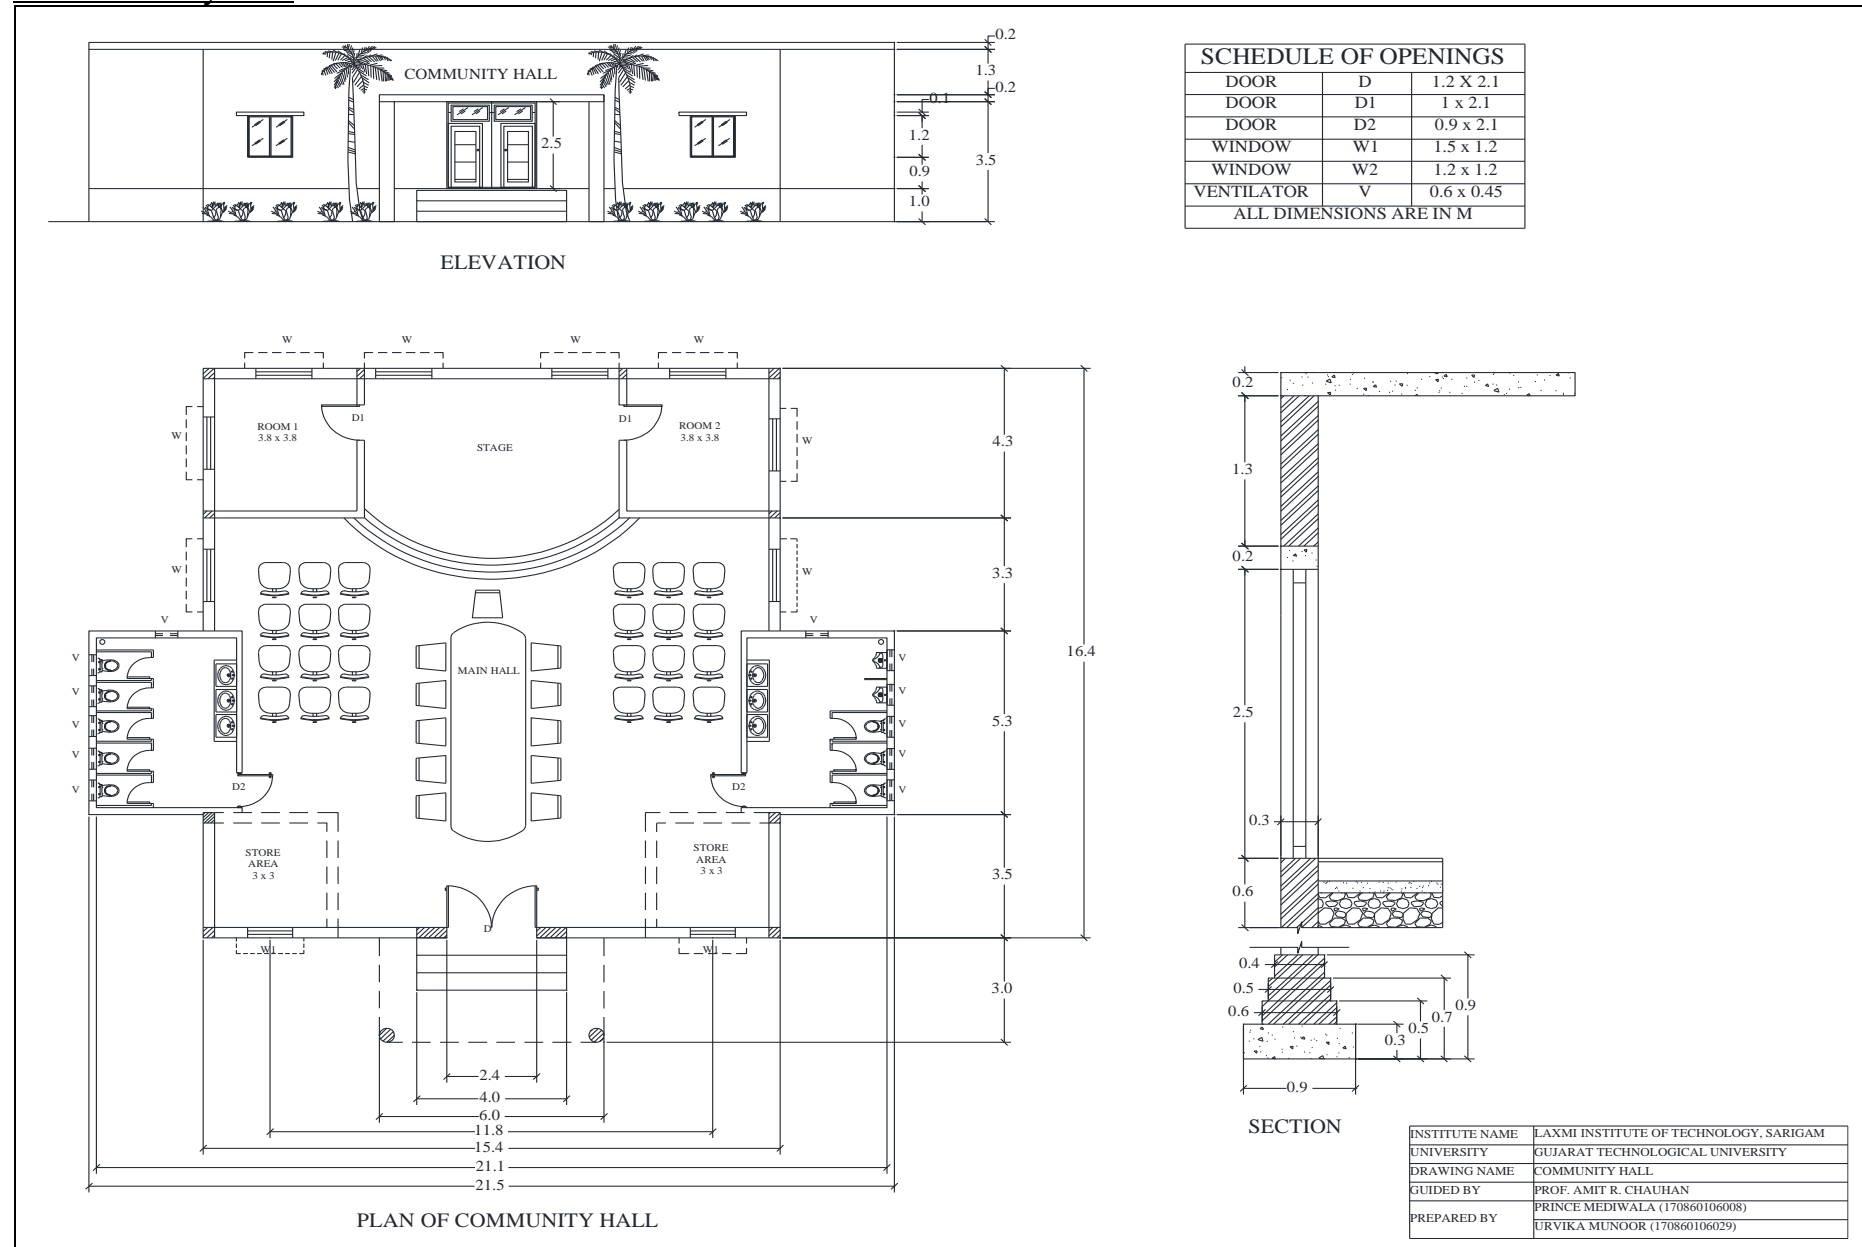 COMMUNITY HALL
2.5
0.2
1.3
0.2
0.1
1.2
0.9
1.0
3.5
ELEVATION
SCHEDULE OF OPENINGS
DOOR D 1.2 X 2.1
DOOR D1 1 x 2.1
DOOR D2 0.9 x 2.1
WINDOW W1 1.5 x 1.2
WINDOW W2 1.2 x 1.2
VENTILATOR V 0.6 x 0.45
ALL DIMENSIONS ARE IN M
W W W W
ROOM 1
3.8 x 3.8
D1
STAGE
D1
ROOM 2
3.8 x 3.8
W
W
W
W
V
V
V
V
V
V
V
MAIN HALL
V
V
V
V
V
V
D2
D2
STORE
AREA
3 x 3
STORE
AREA
3 x 3
W1
D
W1
4.3
3.3
5.3
3.5
3.0
16.4
2.4
4.0
6.0
11.8
15.4
21.1
21.5
PLAN OF COMMUNITY HALL
0.2
1.3
0.2
2.5
0.3
0.6
0.4
0.5
0.6
0.3
0.5
0.7
0.9
0.9
SECTION
INSTITUTE NAME LAXMI INSTITUTE OF TECHNOLOGY, SARIGAM
UNIVERSITY GUJARAT TECHNOLOGICAL UNIVERSITY
DRAWING NAME COMMUNITY HALL
GUIDED BY PROF. AMIT R. CHAUHAN
PREPARED BY PRINCE MEDIWALA (170860106008)
URVIKA MUNOOR (170860106029)